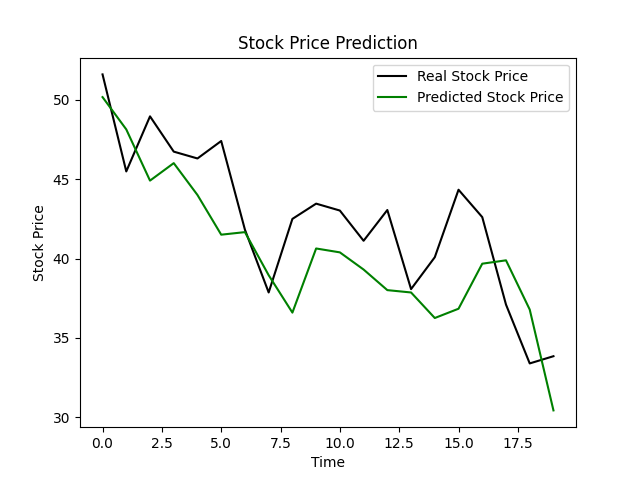 Stock Price Prediction
Real Stock Price
Predicted Stock Price
Stock Price
50
45
40
35
30
0.0 2.5 5.0 7.5 10.0 12.5 15.0 17.5
Time